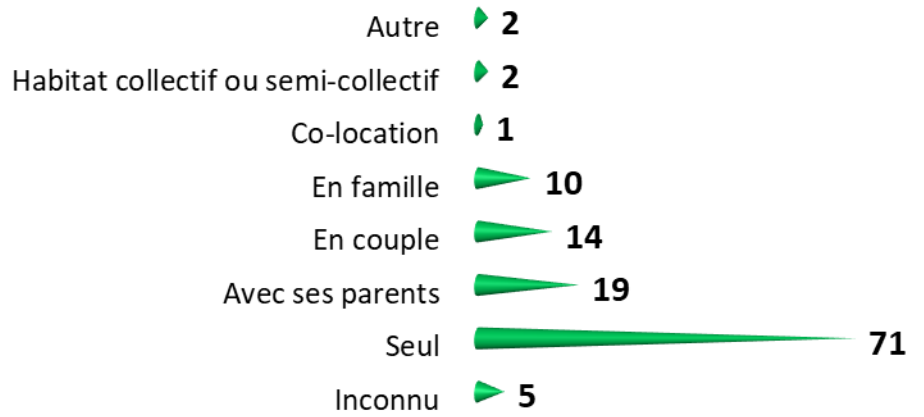 Autre 2
Habitat collectif ou semi-collectif 2
Co-location 1
En famille 10
En couple 14
Avec ses parents 19
Seul 71
Inconnu 5